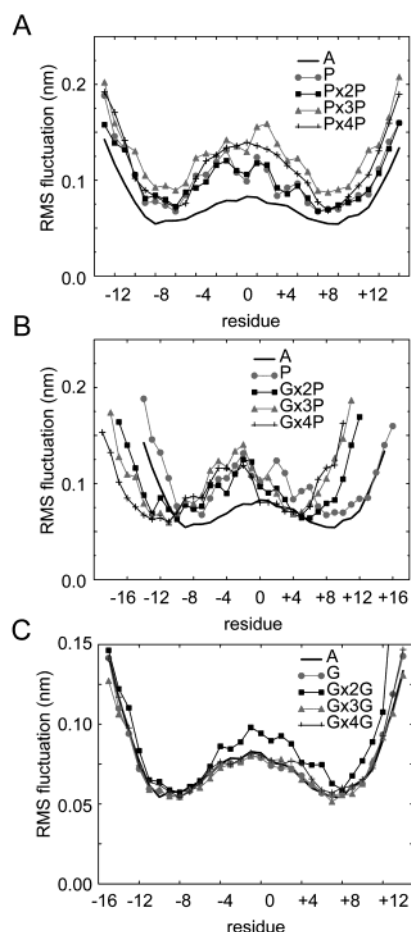 A
RMS fluctuation (nm)
0.2
0.1
0.0
A
P
Px2P
Px3P
Px4P
-12 -8 -4 0 +4 +8 +12
residue
B
RMS fluctuation (nm)
0.2
0.1
0.0
A
P
Gx2P
Gx3P
Gx4P
-16 -12 -8 -4 0 +4 +8 +12 +16
residue
C
RMS fluctuation (nm)
0.15
0.10
0.05
0.00
A
G
Gx2G
Gx3G
Gx4G
-16 -12 -8 -4 0 +4 +8 +12
residue